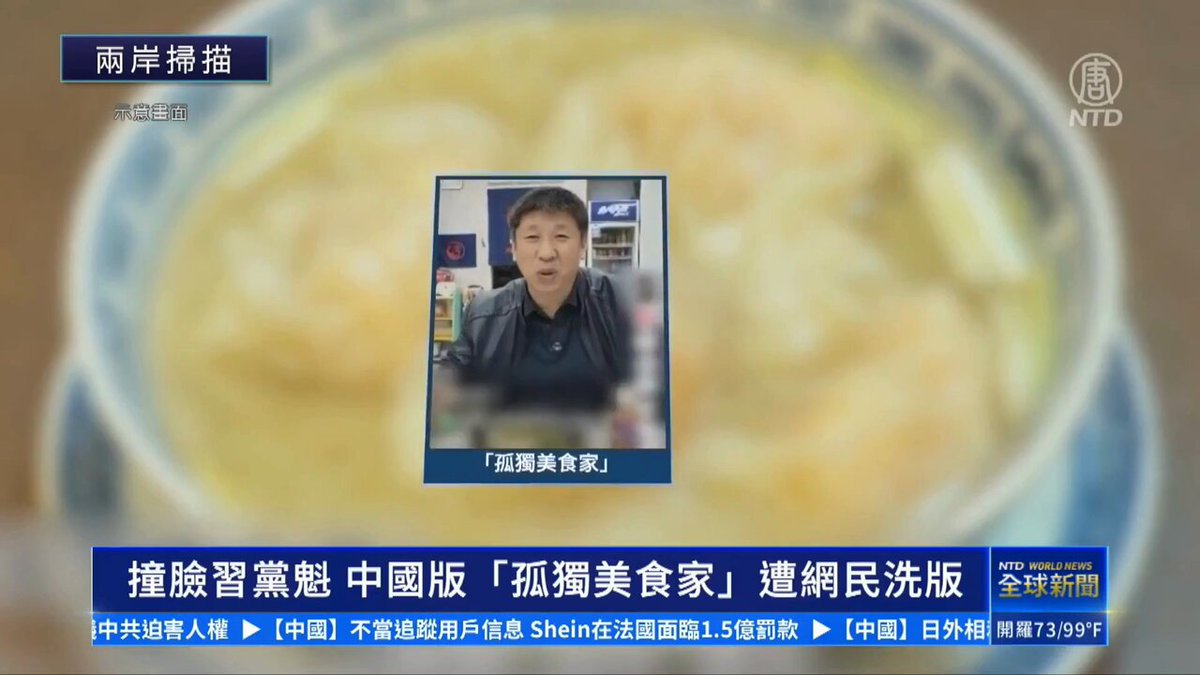 兩岸掃描
示意畫面
唐
NTD
「孤獨美食家」
撞臉習黨魁 中國版「孤獨美食家」遭網民洗版
NTD WORLD NEWS
全球新聞
中共迫害人權 ▶【中國】不當追蹤用戶信息 Shein在法國面臨1.5億罰款 ▶【中國】日外相
開羅73/99°F